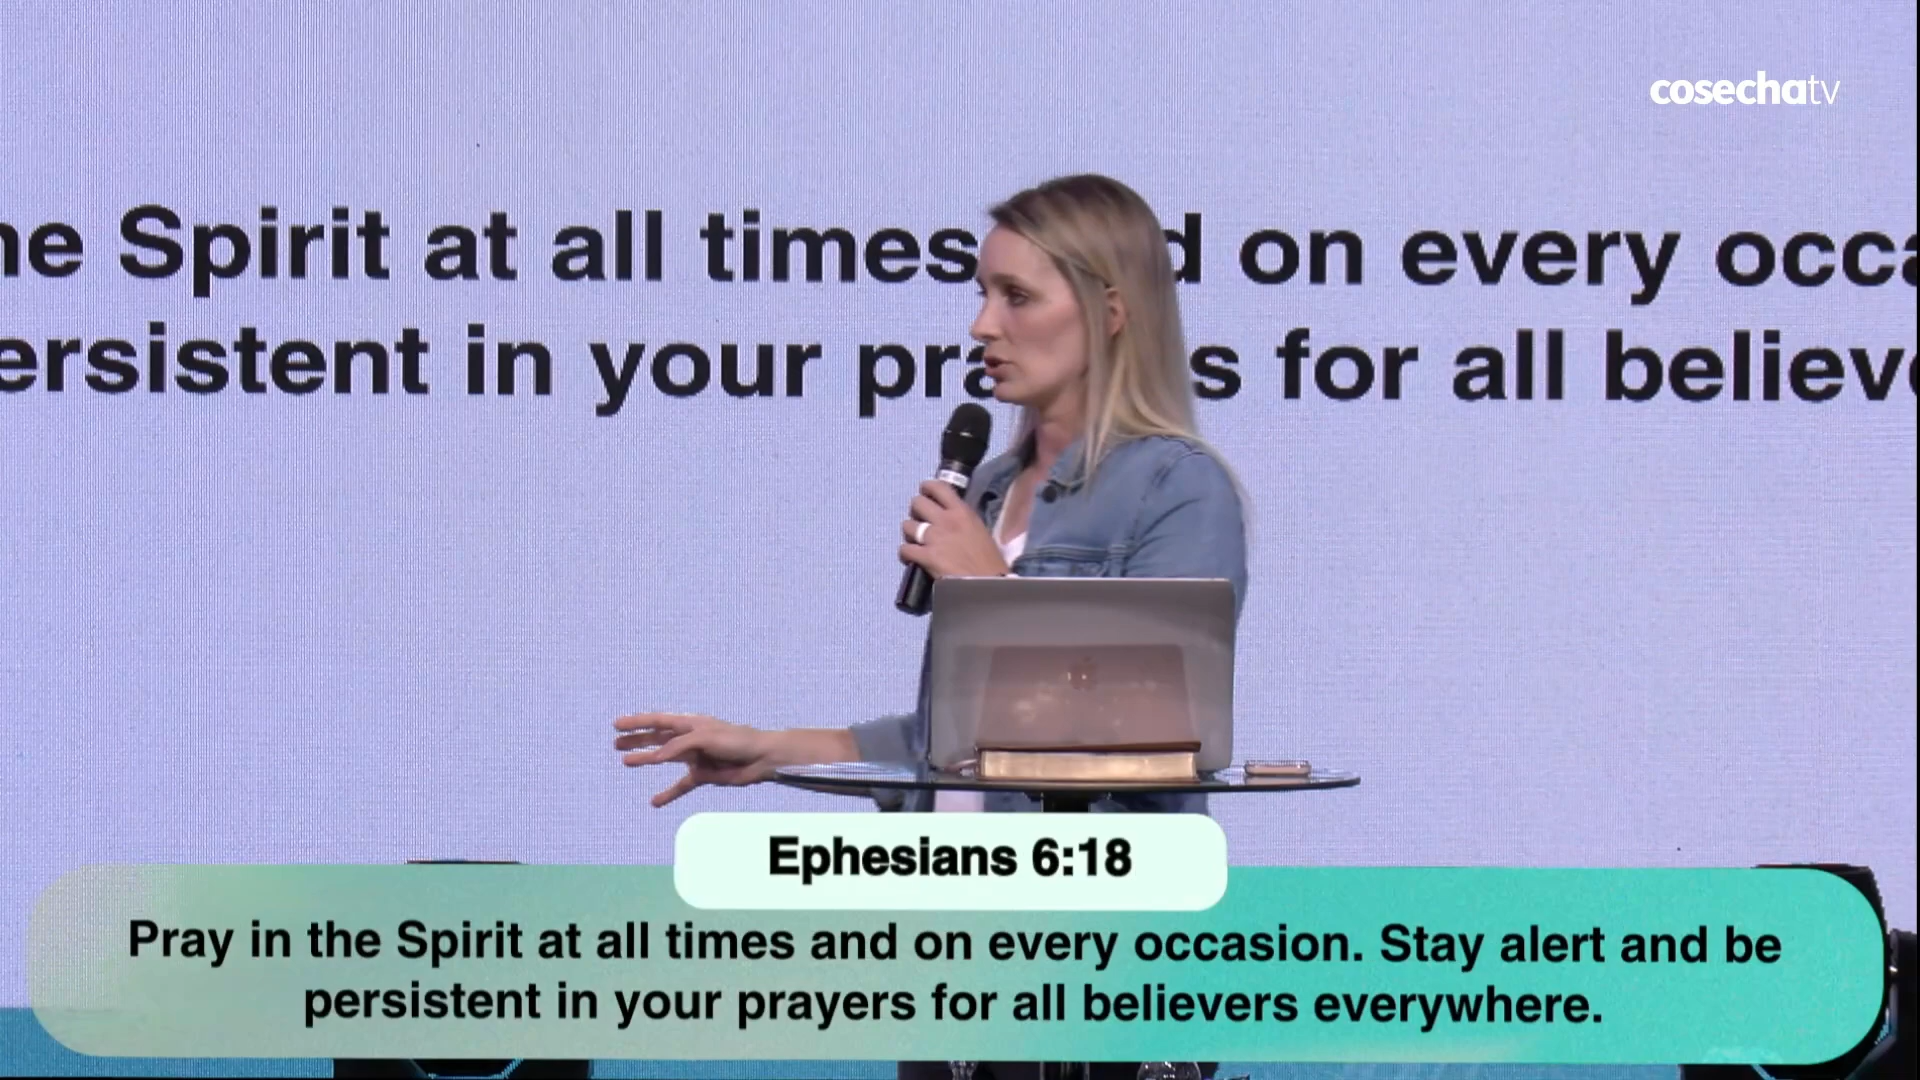 cosechatv
he Spirit at all times d on every occa
ersistent in your pra s for all believe
Ephesians 6:18
Pray in the Spirit at all times and on every occasion. Stay alert and be
persistent in your prayers for all believers everywhere.